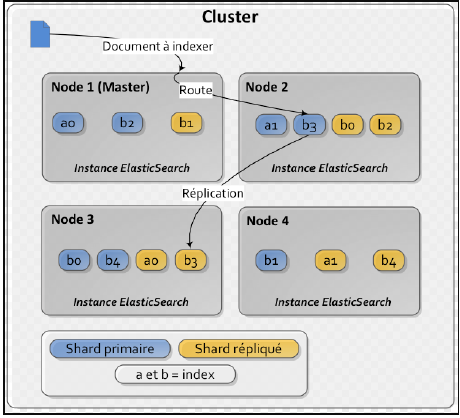 Cluster
Document à indexer
Node 1 (Master)
Route
Node 2
a0 b2 b1
a1 b3 b0 b2
Instance ElasticSearch
Instance ElasticSearch
Réplication
Node 3
Node 4
b0 b4 a0 b3
b1 a1 b4
Instance ElasticSearch
Instance ElasticSearch
Shard primaire
Shard répliqué
a et b = index